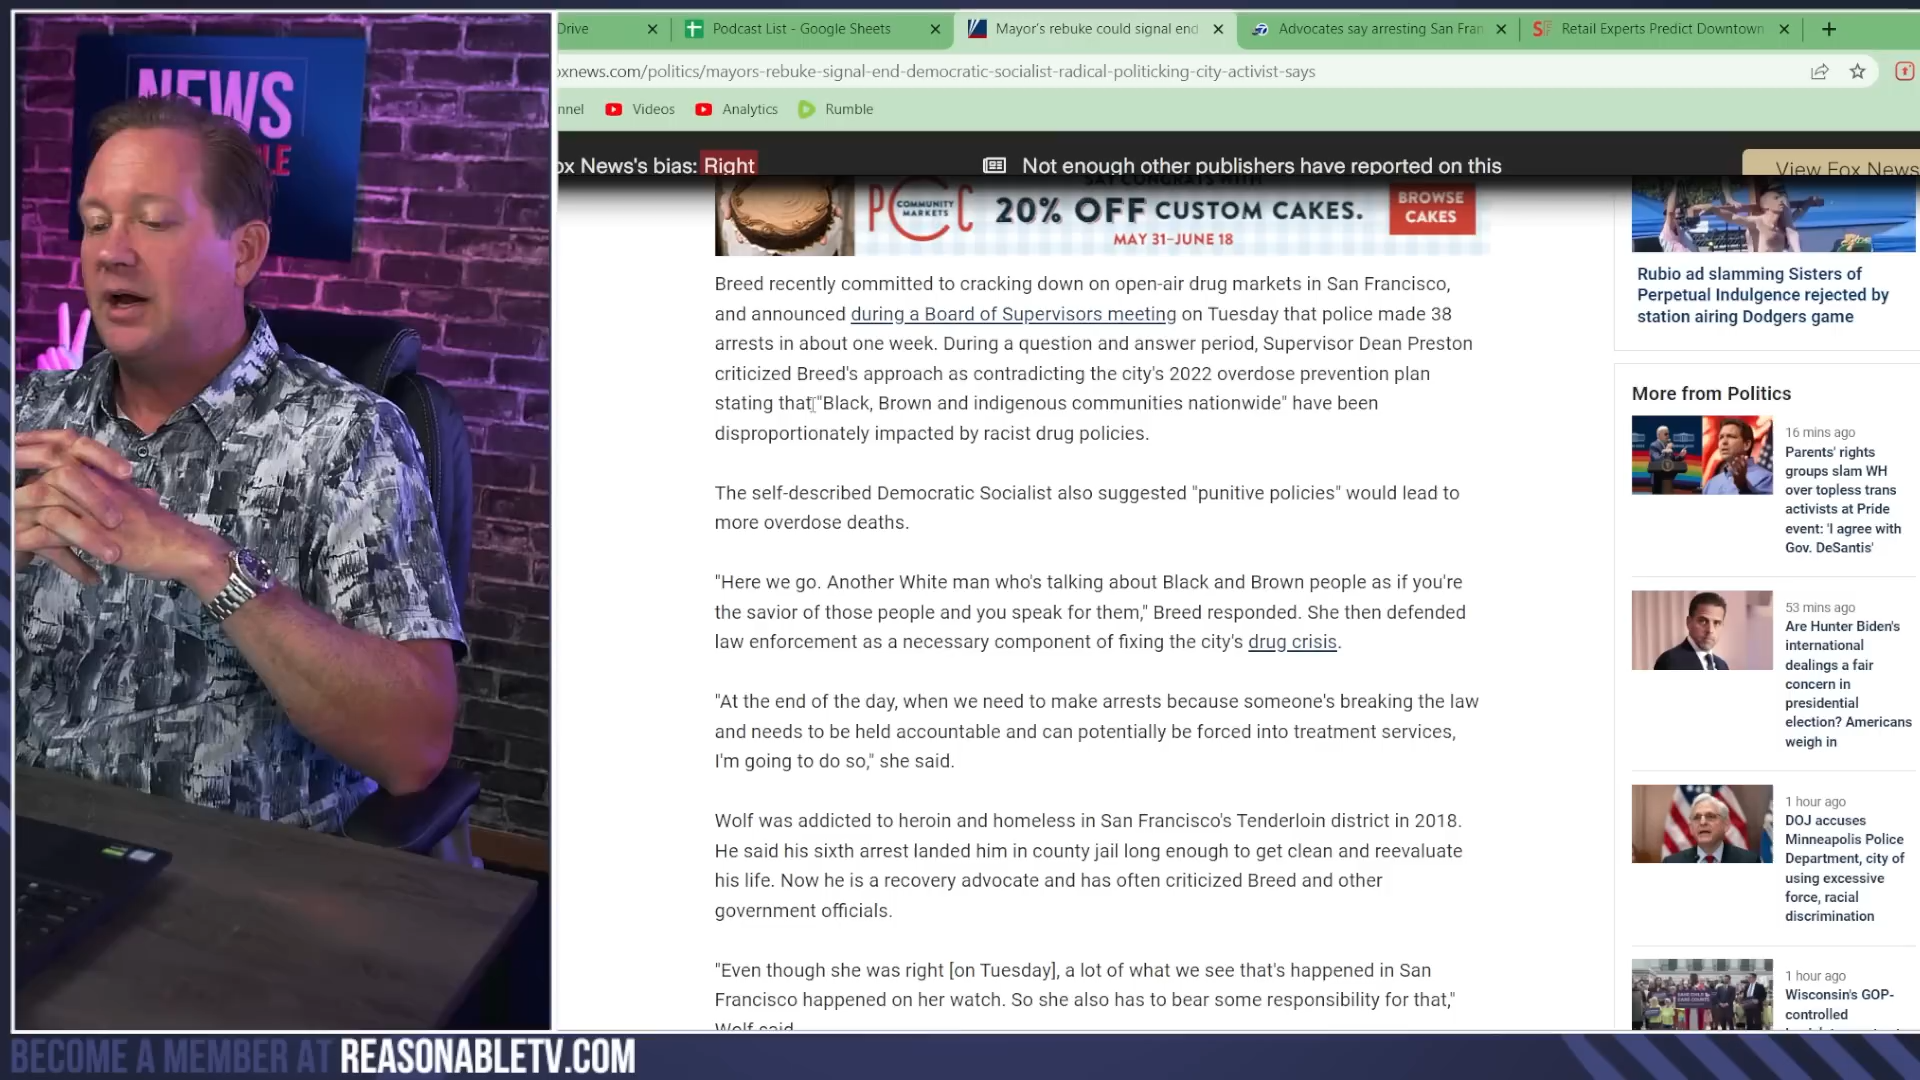 NEWS
LE
Drive
Podcast List - Google Sheets
Mayor's rebuke could signal end
Advocates say arresting San Fran
Retail Experts Predict Downtown
oxnews.com/politics/mayors-rebuke-signal-end-democratic-socialist-radical-politicking-city-activist-says
nnel
Videos
Analytics
Rumble
ox News's bias: Right
Not enough other publishers have reported on this
View Fox News
PCC COMMUNITY MARKETS
SAY CONGRATS WITH
20% OFF CUSTOM CAKES.
MAY 31–JUNE 18
BROWSE
CAKES
Breed recently committed to cracking down on open-air drug markets in San Francisco,
and announced during a Board of Supervisors meeting on Tuesday that police made 38
arrests in about one week. During a question and answer period, Supervisor Dean Preston
criticized Breed's approach as contradicting the city's 2022 overdose prevention plan
stating that "Black, Brown and indigenous communities nationwide" have been
disproportionately impacted by racist drug policies.
The self-described Democratic Socialist also suggested "punitive policies" would lead to
more overdose deaths.
"Here we go. Another White man who's talking about Black and Brown people as if you're
the savior of those people and you speak for them," Breed responded. She then defended
law enforcement as a necessary component of fixing the city's drug crisis.
"At the end of the day, when we need to make arrests because someone's breaking the law
and needs to be held accountable and can potentially be forced into treatment services,
I'm going to do so," she said.
Wolf was addicted to heroin and homeless in San Francisco's Tenderloin district in 2018.
He said his sixth arrest landed him in county jail long enough to get clean and reevaluate
his life. Now he is a recovery advocate and has often criticized Breed and other
government officials.
"Even though she was right [on Tuesday], a lot of what we see that's happened in San
Francisco happened on her watch. So she also has to bear some responsibility for that,"
Wolf said
Rubio ad slamming Sisters of
Perpetual Indulgence rejected by
station airing Dodgers game
More from Politics
16 mins ago
Parents' rights
groups slam WH
over topless trans
activists at Pride
event: 'I agree with
Gov. DeSantis'
53 mins ago
Are Hunter Biden's
international
dealings a fair
concern in
presidential
election? Americans
weigh in
1 hour ago
DOJ accuses
Minneapolis Police
Department, city of
using excessive
force, racial
discrimination
1 hour ago
Wisconsin's GOP-
controlled
BECOME A MEMBER AT REASONABLETV.COM